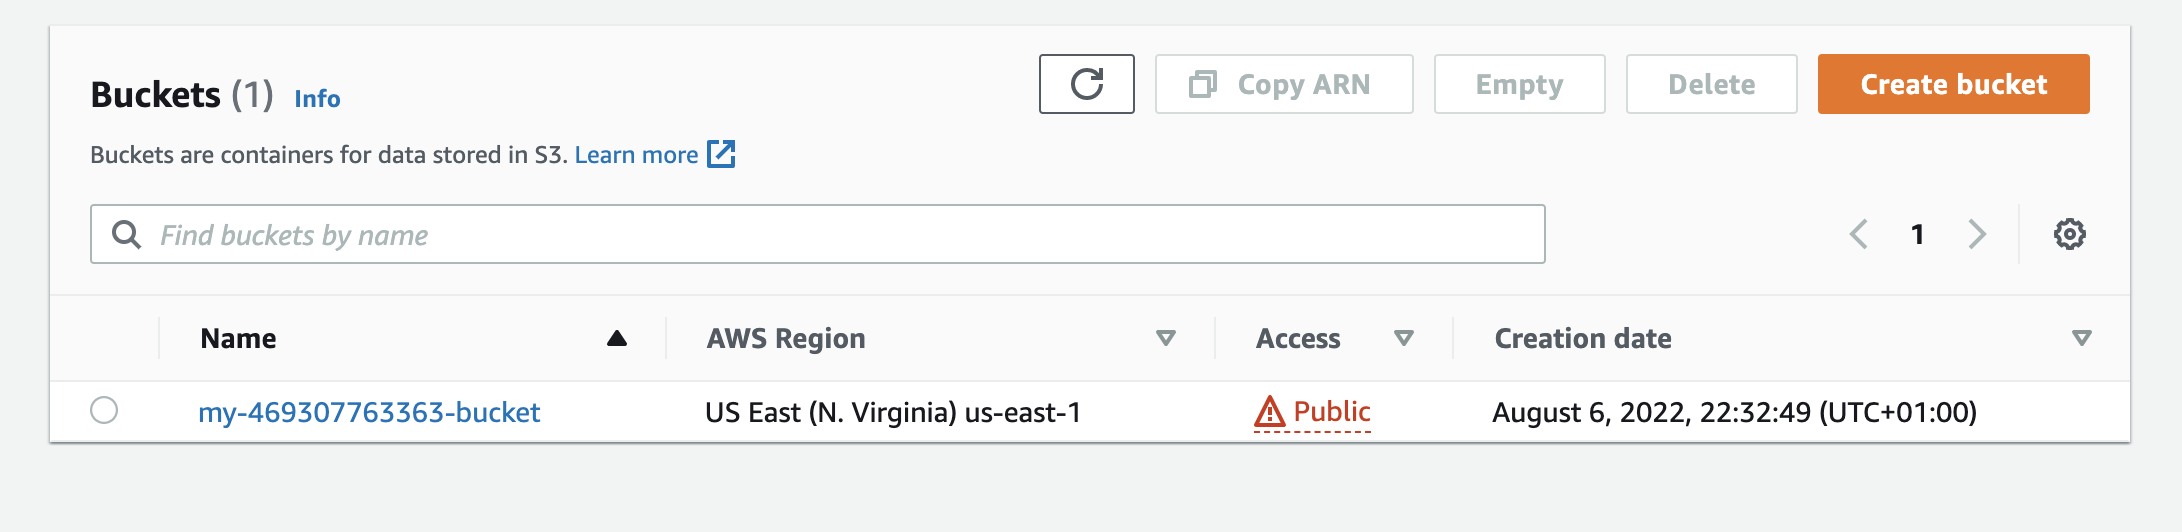 Buckets (1) Info
Copy ARN
Empty
Delete
Create bucket
Buckets are containers for data stored in S3. Learn more
Find buckets by name
1
Name AWS Region Access Creation date
my-469307763363-bucket US East (N. Virginia) us-east-1 Public August 6, 2022, 22:32:49 (UTC+01:00)